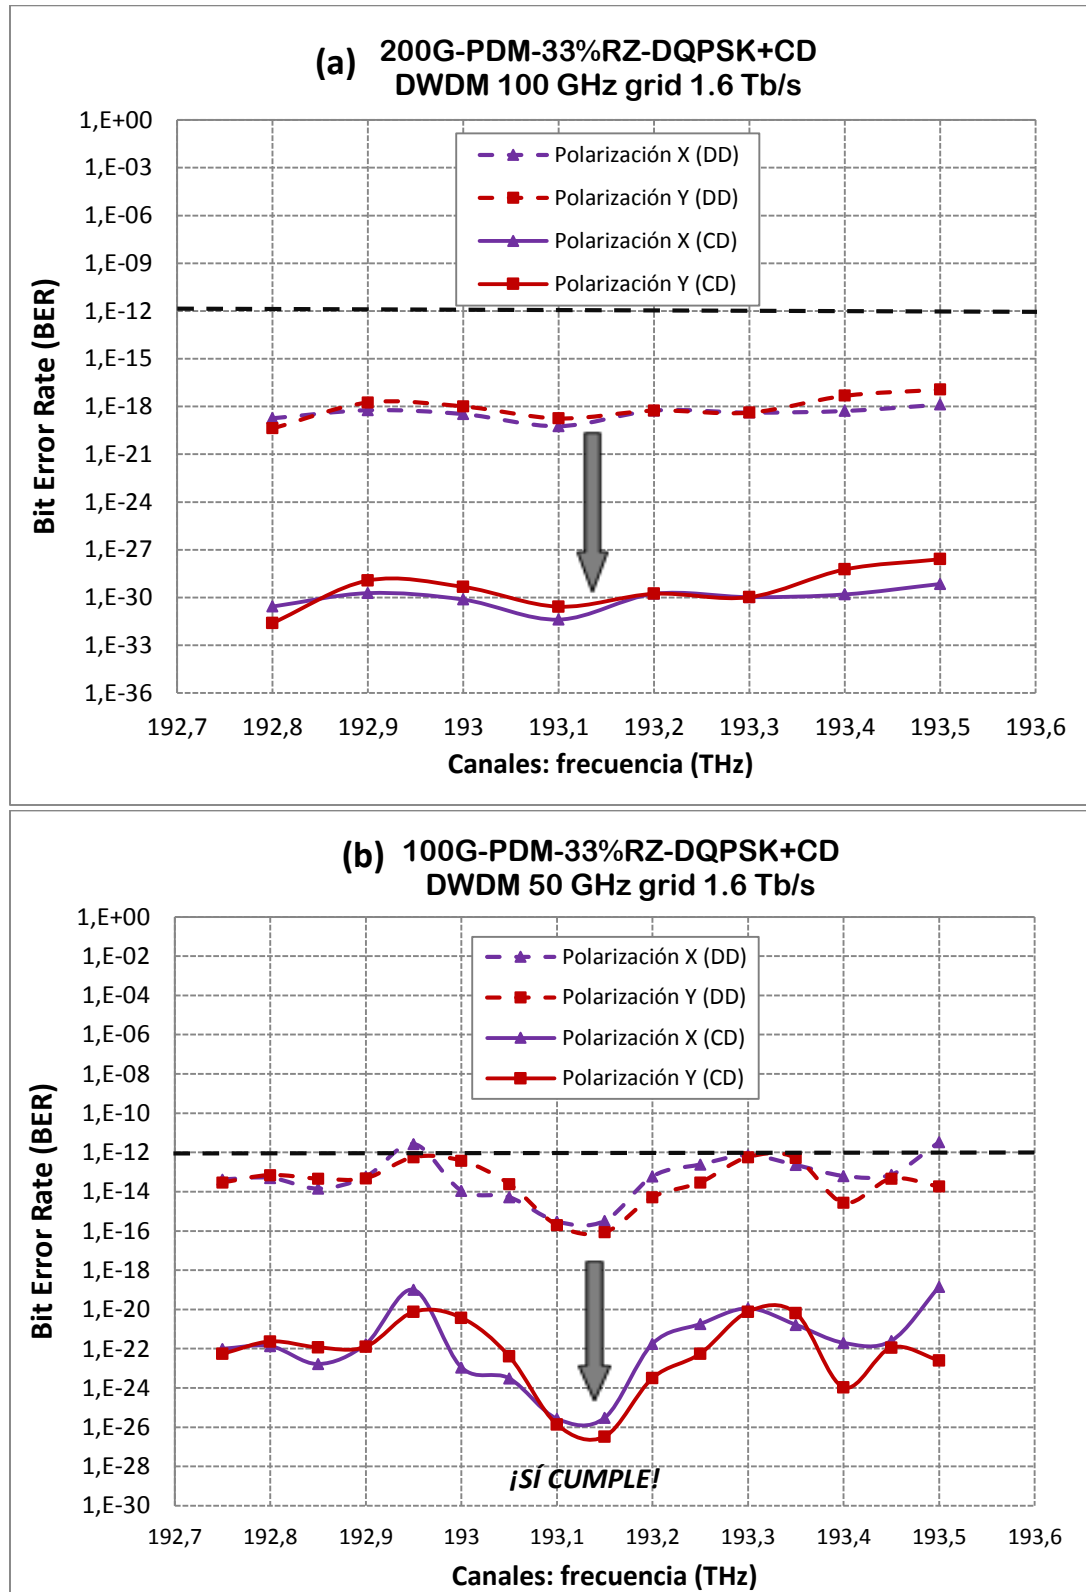 (a) 200G-PDM-33%RZ-DQPSK+CD
DWDM 100 GHz grid 1.6 Tb/s
Bit Error Rate (BER)
1,E+00
1,E-03
1,E-06
1,E-09
1,E-12
1,E-15
1,E-18
1,E-21
1,E-24
1,E-27
1,E-30
1,E-33
1,E-36
Polarización X (DD)
Polarización Y (DD)
Polarización X (CD)
Polarización Y (CD)
192,7 192,8 192,9 193 193,1 193,2 193,3 193,4 193,5 193,6
Canales: frecuencia (THz)
(b) 100G-PDM-33%RZ-DQPSK+CD
DWDM 50 GHz grid 1.6 Tb/s
Bit Error Rate (BER)
1,E+00
1,E-02
1,E-04
1,E-06
1,E-08
1,E-10
1,E-12
1,E-14
1,E-16
1,E-18
1,E-20
1,E-22
1,E-24
1,E-26
1,E-28
1,E-30
Polarización X (DD)
Polarización Y (DD)
Polarización X (CD)
Polarización Y (CD)
¡SÍ CUMPLE!
192,7 192,8 192,9 193 193,1 193,2 193,3 193,4 193,5 193,6
Canales: frecuencia (THz)